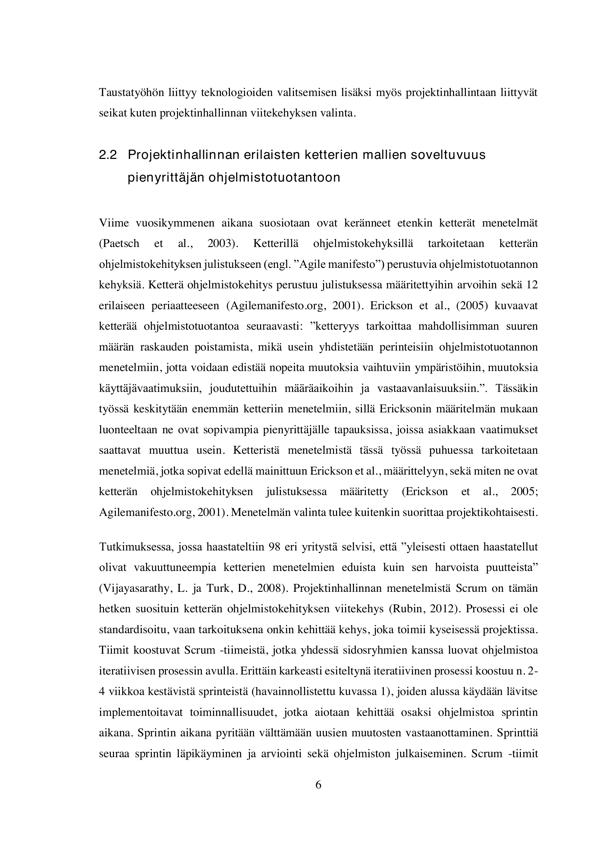 Taustatyöhön liittyy teknologioiden valitsemisen lisäksi myös projektinhallintaan liittyvät
seikat kuten projektinhallinnan viitekehyksen valinta.
2.2 Projektinhallinnan erilaisten ketterien mallien soveltuvuus
pienyrittäjän ohjelmistotuotantoon
Viime vuosikymmenen aikana suosiotaan ovat keränneet etenkin ketterät menetelmät
(Paetsch et al., 2003). Ketterillä ohjelmistokehyksillä tarkoitetaan ketterän
ohjelmistokehityksen julistukseen (engl. ”Agile manifesto”) perustuvia ohjelmistotuotannon
kehyksiä. Ketterä ohjelmistokehitys perustuu julistuksessa määritettyihin arvoihin sekä 12
erilaiseen periaatteeseen (Agilemanifesto.org, 2001). Erickson et al., (2005) kuvaavat
ketterää ohjelmistotuotantoa seuraavasti: ”ketteryys tarkoittaa mahdollisimman suuren
määrän raskauden poistamista, mikä usein yhdistetään perinteisiin ohjelmistotuotannon
menetelmiin, jotta voidaan edistää nopeita muutoksia vaihtuviin ympäristöihin, muutoksia
käyttäjävaatimuksiin, joudutettuihin määräaikoihin ja vastaavanlaisuuksiin.”. Tässäkin
työssä keskitytään enemmän ketteriin menetelmiin, sillä Ericksonin määritelmän mukaan
luonteeltaan ne ovat sopivampia pienyrittäjälle tapauksissa, joissa asiakkaan vaatimukset
saattavat muuttua usein. Ketteristä menetelmistä tässä työssä puhuessa tarkoitetaan
menetelmiä, jotka sopivat edellä mainittuun Erickson et al., määrittelyyn, sekä miten ne ovat
ketterän ohjelmistokehityksen julistuksessa määritetty (Erickson et al., 2005;
Agilemanifesto.org, 2001). Menetelmän valinta tulee kuitenkin suorittaa projektikohtaisesti.
Tutkimuksessa, jossa haastateltiin 98 eri yritystä selvisi, että ”yleisesti ottaen haastatellut
olivat vakuuttuneempia ketterien menetelmien eduista kuin sen harvoista puutteista”
(Vijayasarathy, L. ja Turk, D., 2008). Projektinhallinnan menetelmistä Scrum on tämän
hetken suosituin ketterän ohjelmistokehityksen viitekehys (Rubin, 2012). Prosessi ei ole
standardisoitu, vaan tarkoituksena onkin kehittää kehys, joka toimii kyseisessä projektissa.
Tiimit koostuvat Scrum -tiimeistä, jotka yhdessä sidosryhmien kanssa luovat ohjelmistoa
iteratiivisen prosessin avulla. Erittäin karkeasti esiteltynä iteratiivinen prosessi koostuu n. 2-
4 viikkoa kestävistä sprinteistä (havainnollistettu kuvassa 1), joiden alussa käydään lävitse
implementoitavat toiminnallisuudet, jotka aiotaan kehittää osaksi ohjelmistoa sprintin
aikana. Sprintin aikana pyritään välttämään uusien muutosten vastaanottaminen. Sprinttiä
seuraa sprintin läpikäyminen ja arviointi sekä ohjelmiston julkaiseminen. Scrum -tiimit
6